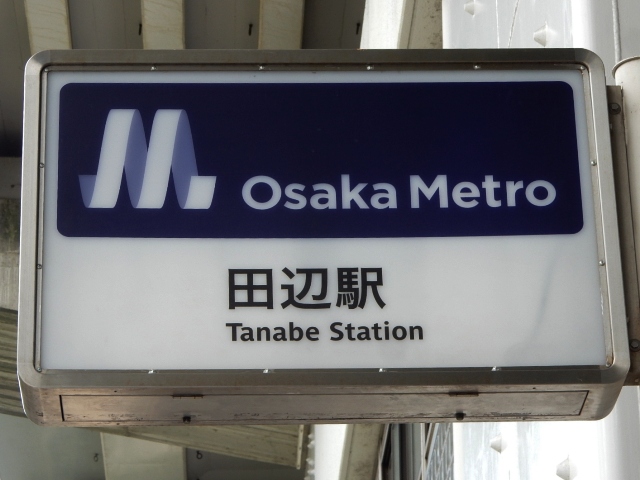 Osaka Metro
田辺駅
Tanabe Station